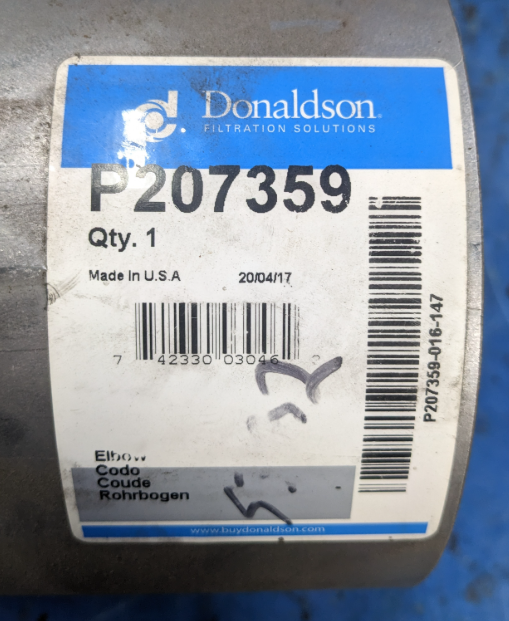 Donaldson
FILTRATION SOLUTIONS
P207359
Qty. 1
Made In U.S.A 20/04/17
7 42330 03046
P207359-016-147
Elbow
Codo
Coude
Rohrbogen
www.buydonaldson.com